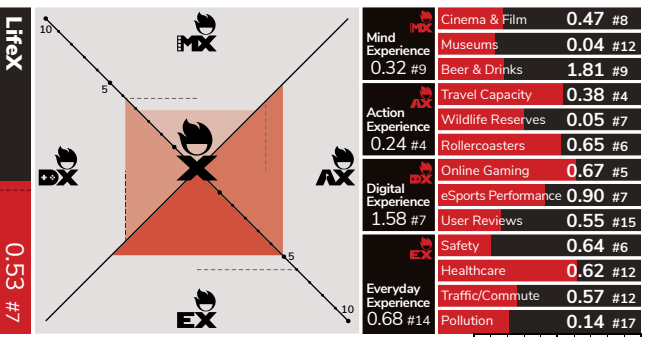 LifeX
0.53 #7
10
5
MX
DX
X
AX
5
10
EX
MX
Mind
Experience
0.32 #9
AX
Action
Experience
0.24 #4
DX
Digital
Experience
1.58 #7
EX
Everyday
Experience
0.68 #14
Cinema & Film 0.47 #8
Museums 0.04 #12
Beer & Drinks 1.81 #9
Travel Capacity 0.38 #4
Wildlife Reserves 0.05 #7
Rollercoasters 0.65 #6
Online Gaming 0.67 #5
eSports Performance 0.90 #7
User Reviews 0.55 #15
Safety 0.64 #6
Healthcare 0.62 #12
Traffic/Commute 0.57 #12
Pollution 0.14 #17